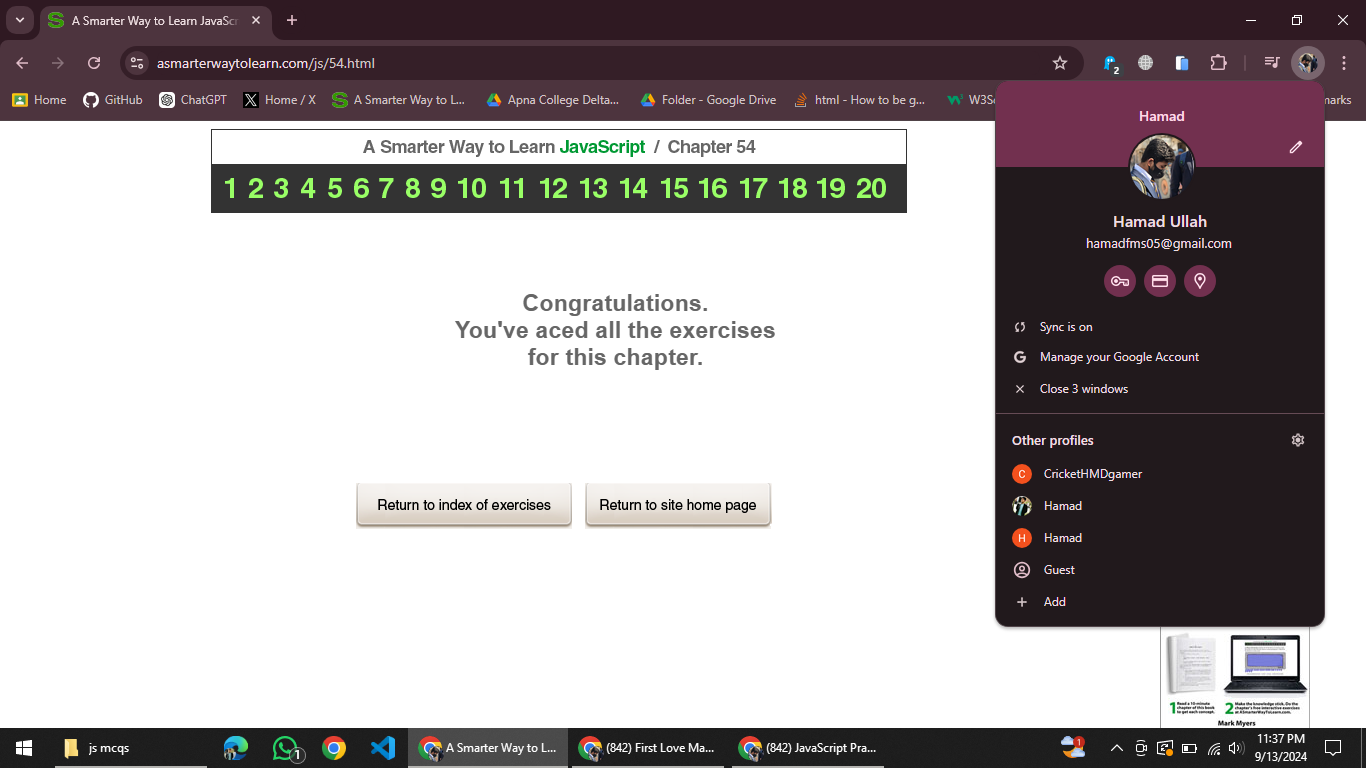 A Smarter Way to Learn JavaSc
asmarterwaytolearn.com/js/54.html
2
Home
GitHub
ChatGPT
Home / X
A Smarter Way to L...
Apna College Delta...
Folder - Google Drive
html - How to be g...
A Smarter Way to Learn JavaScript / Chapter 54
1 2 3 4 5 6 7 8 9 10 11 12 13 14 15 16 17 18 19 20
Congratulations.
You've aced all the exercises
for this chapter.
Return to index of exercises
Return to site home page
Hamad
Hamad Ullah
hamadfms05@gmail.com
Sync is on
Manage your Google Account
Close 3 windows
Other profiles
C CricketHMDgamer
Hamad
H Hamad
Guest
Add
1 Read a 10-minute
chapter of this book
to get each concept.
2 Make the knowledge stick. Do the
chapter's free interactive exercises
at ASmarterWayToLearn.com.
Mark Myers
js mcqs
1
A Smarter Way to L...
(842) First Love Ma...
(842) JavaScript Pra...
1
11:37 PM
9/13/2024